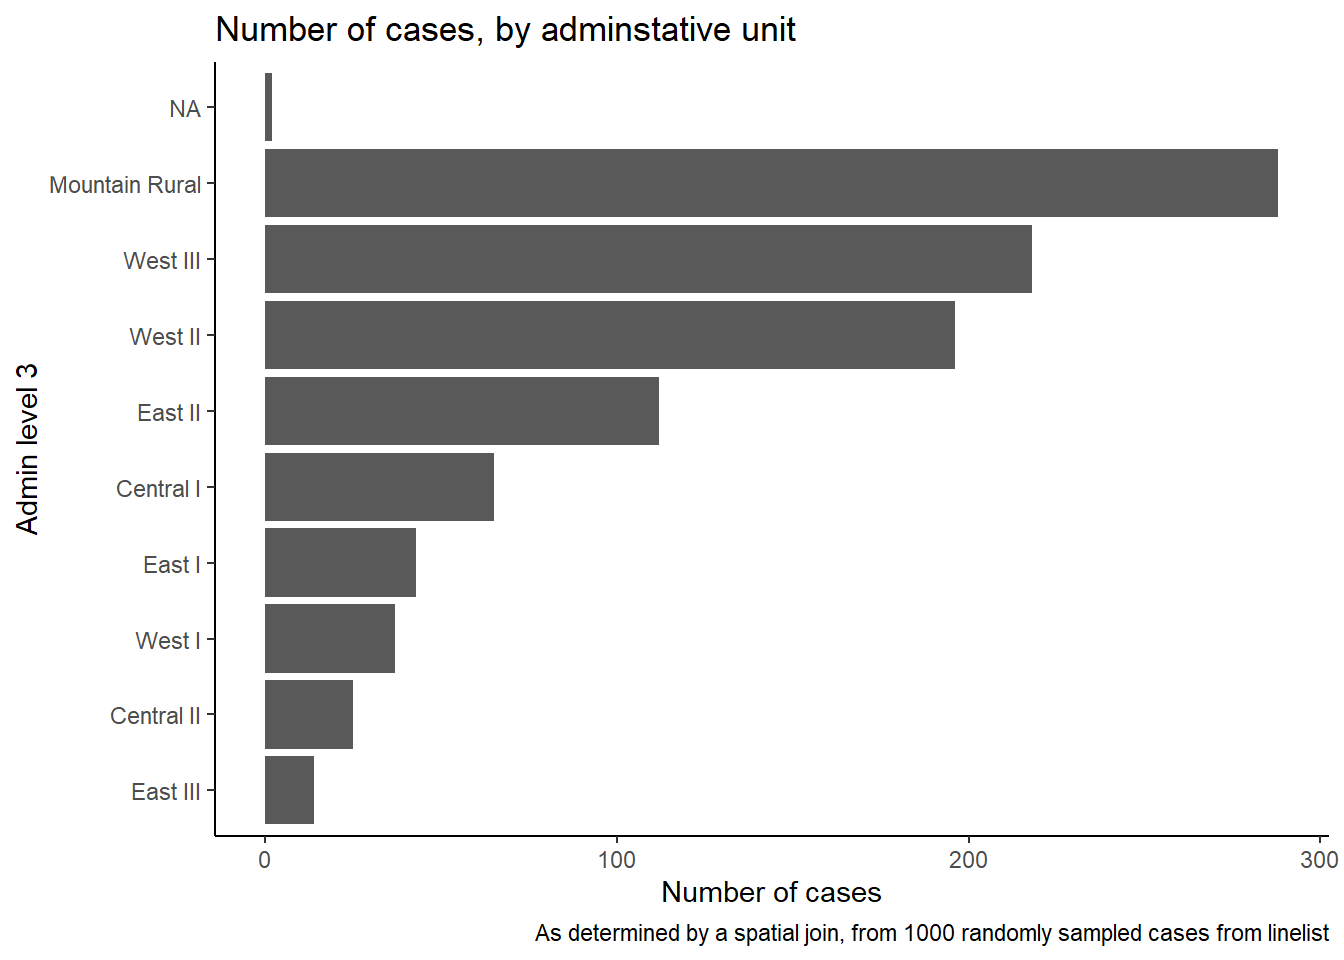 Number of cases, by adminstative unit
NA
Mountain Rural
West III
West II
East II
Central I
East I
West I
Central II
East III
Admin level 3
0 100 200 300
Number of cases
As determined by a spatial join, from 1000 randomly sampled cases from linelist